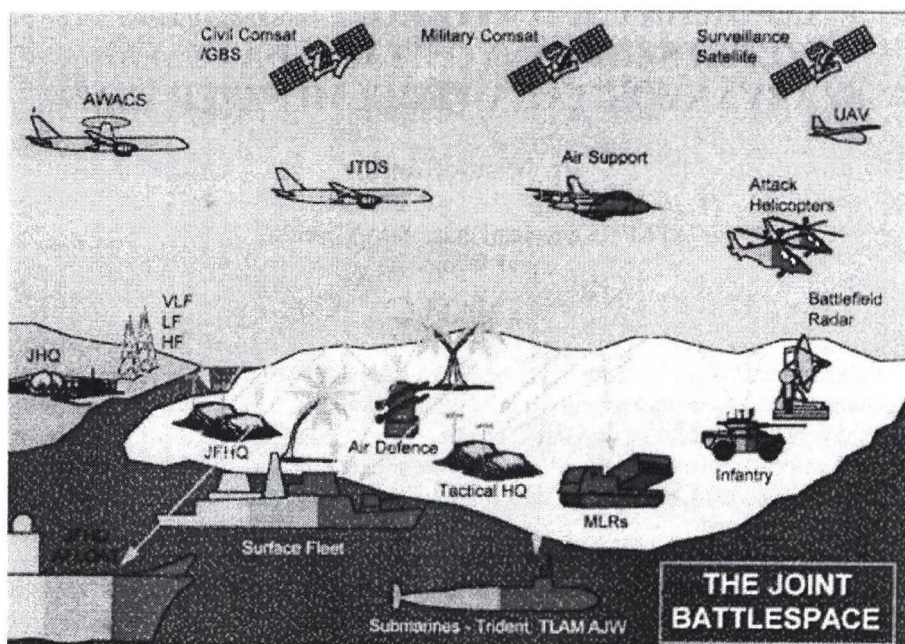 Civil Comsat
/GBS
Military Comsat
Surveillance
Satellite
AWACS
UAV
JTDS
Air Support
Attack
Helicopters
VLF
LF
HF
Battlefield
Radar
JHQ
JFHQ
Air Defence
Tactical HQ
Infantry
MLRs
Surface Fleet
Submarines - Trident, TLAM AJW
THE JOINT
BATTLESPACE